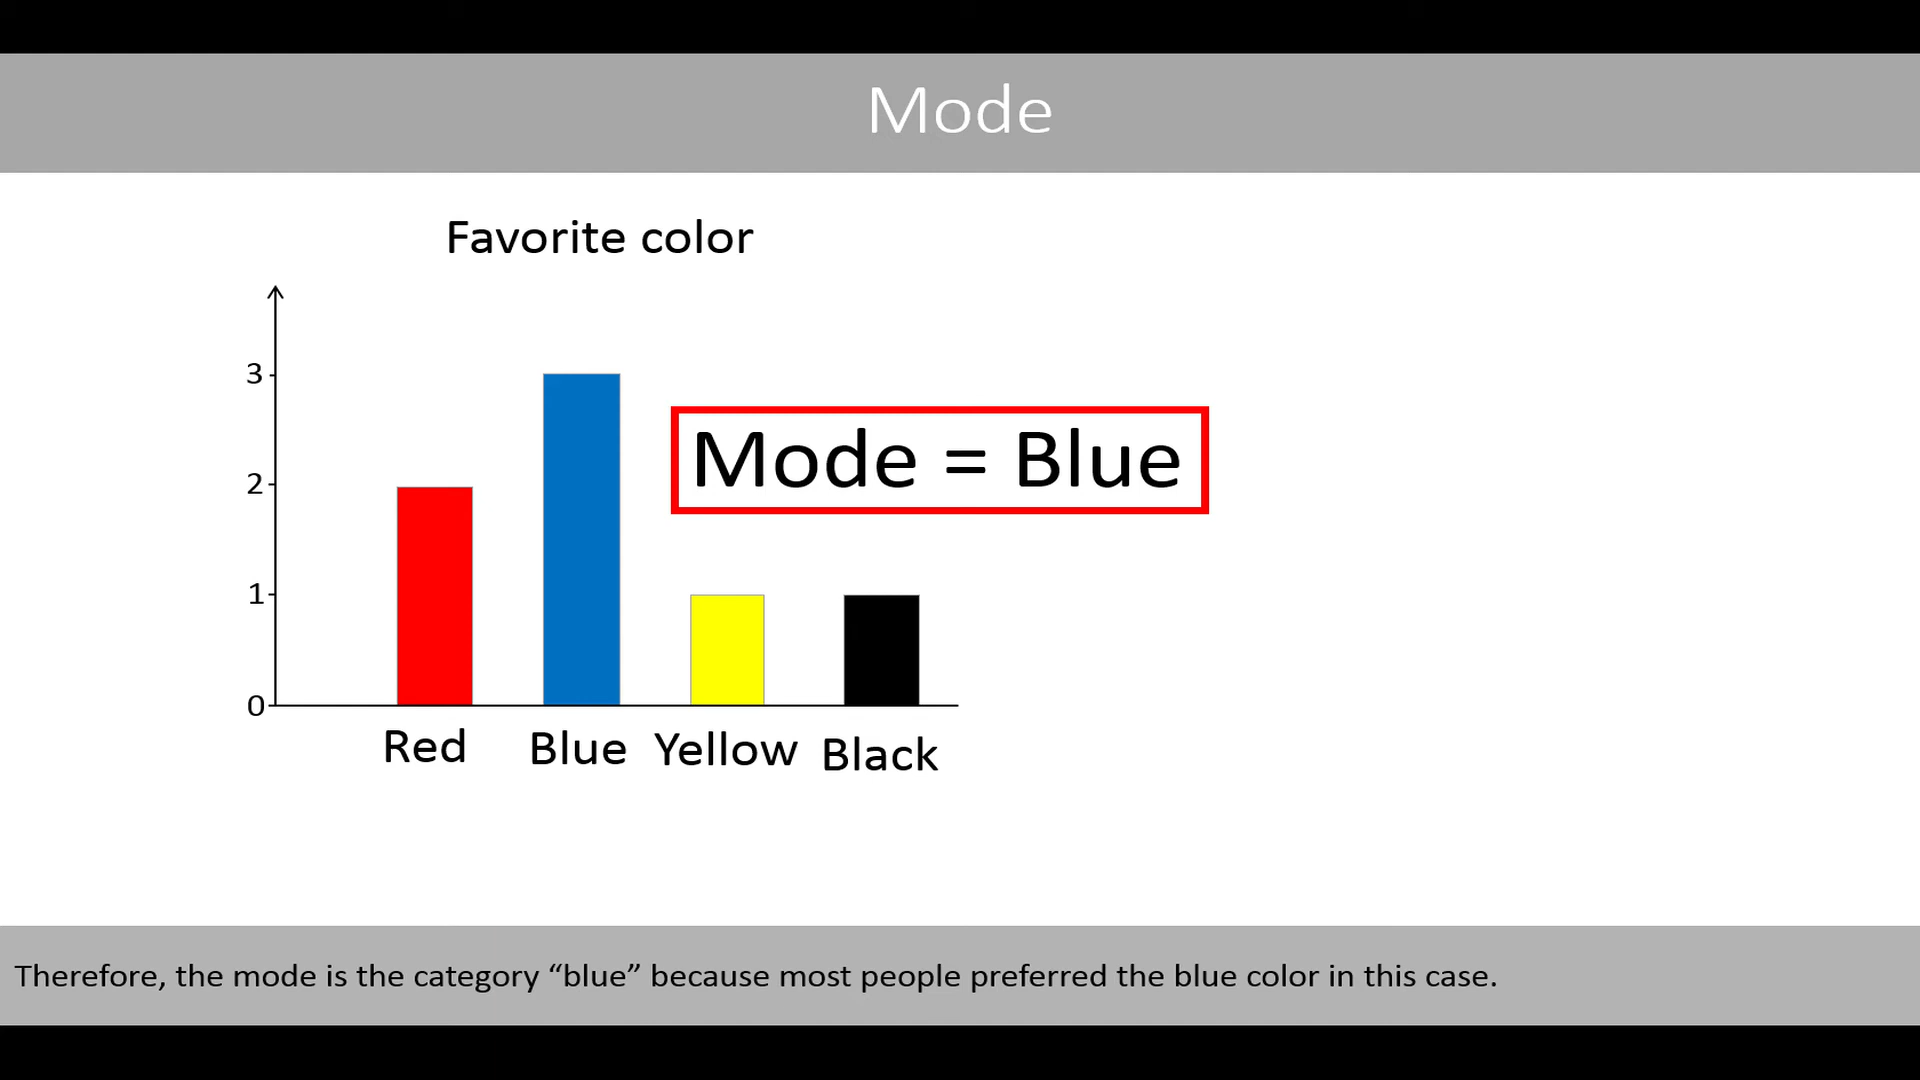 Mode
Favorite color
3
2
1
0
Mode = Blue
Red Blue Yellow Black
Therefore, the mode is the category “blue” because most people preferred the blue color in this case.